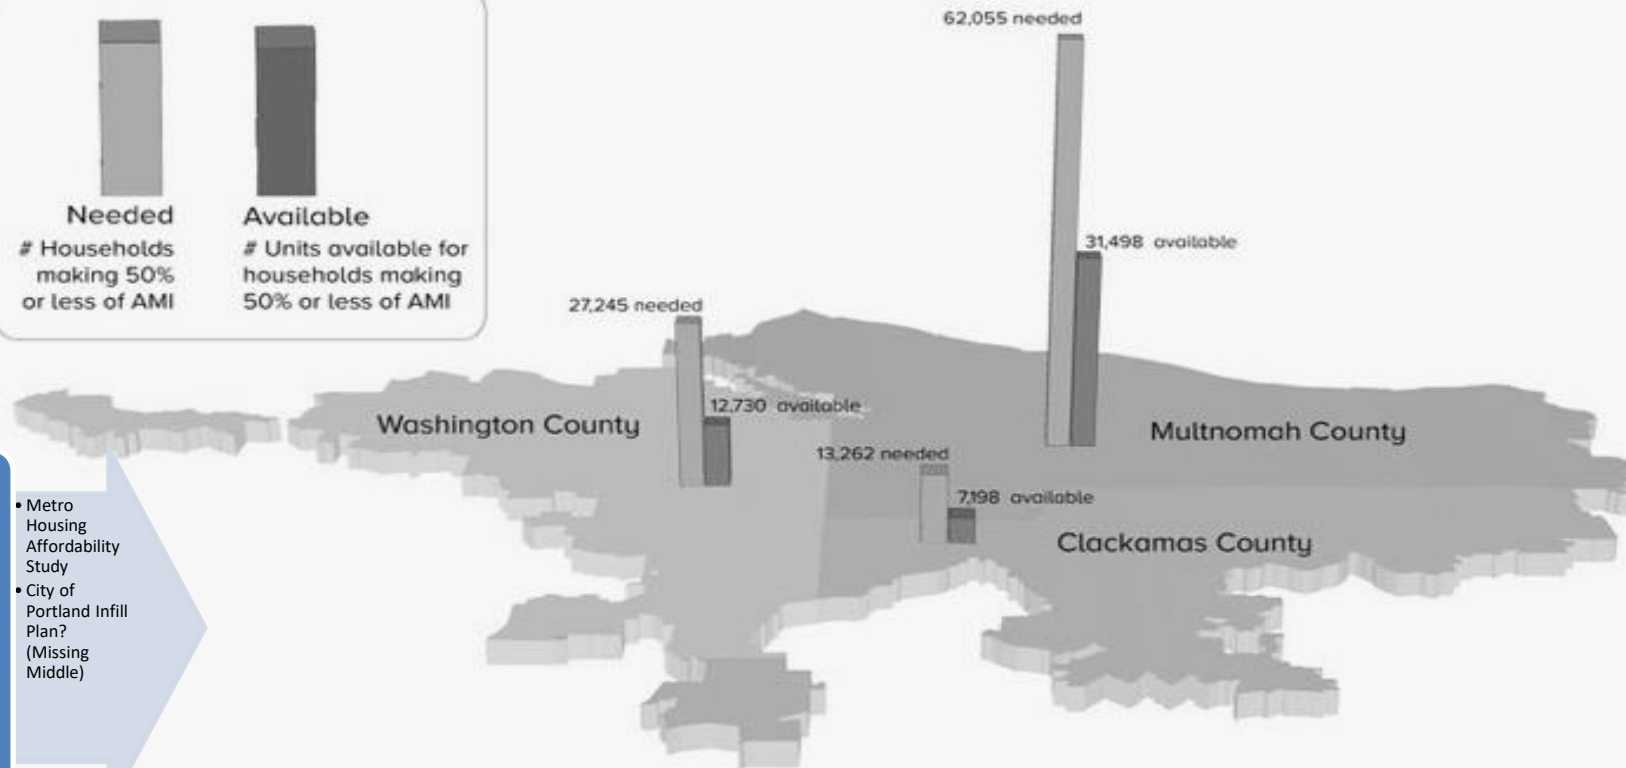 Needed
# Households
making 50%
or less of AMI
Available
# Units available for
households making
50% or less of AMI
62,055 needed
31,498 available
27,245 needed
12,730 available
13,262 needed
7,198 available
Washington County
Multnomah County
Clackamas County
• Metro
Housing
Affordability
Study
• City of
Portland Infill
Plan?
(Missing
Middle)